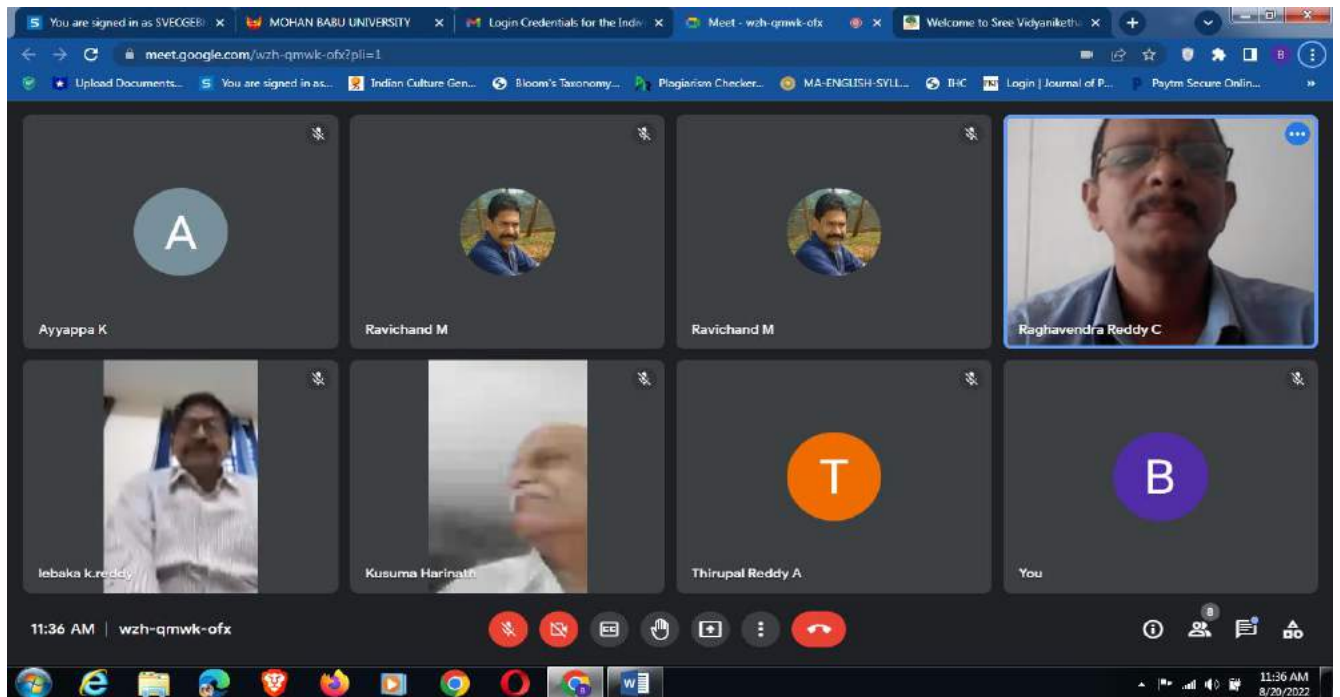 You are signed in as SVECGEB
MOHAN BABU UNIVERSITY
Login Credentials for the Indiv
Meet - wzh-qmwk-ofx
Welcome to Sree Vidyaniketha
meet.google.com/wzh-qmwk-ofx?pli=1
B
Upload Documents...
You are signed in as...
Indian Culture Gen...
Bloom's Taxonomy...
Plagiarism Checker...
MA-ENGLISH-SYLL...
IHC
Login | Journal of P...
Paytm Secure Onlin...
A
Ayyappa K
Ravichand M
Ravichand M
Raghavendra Reddy C
lebaka k.reddy
Kusuma Harinath
T
Thirupal Reddy A
B
You
11:36 AM | wzh-qmwk-ofx
CC
8
11:36 AM
8/20/2022